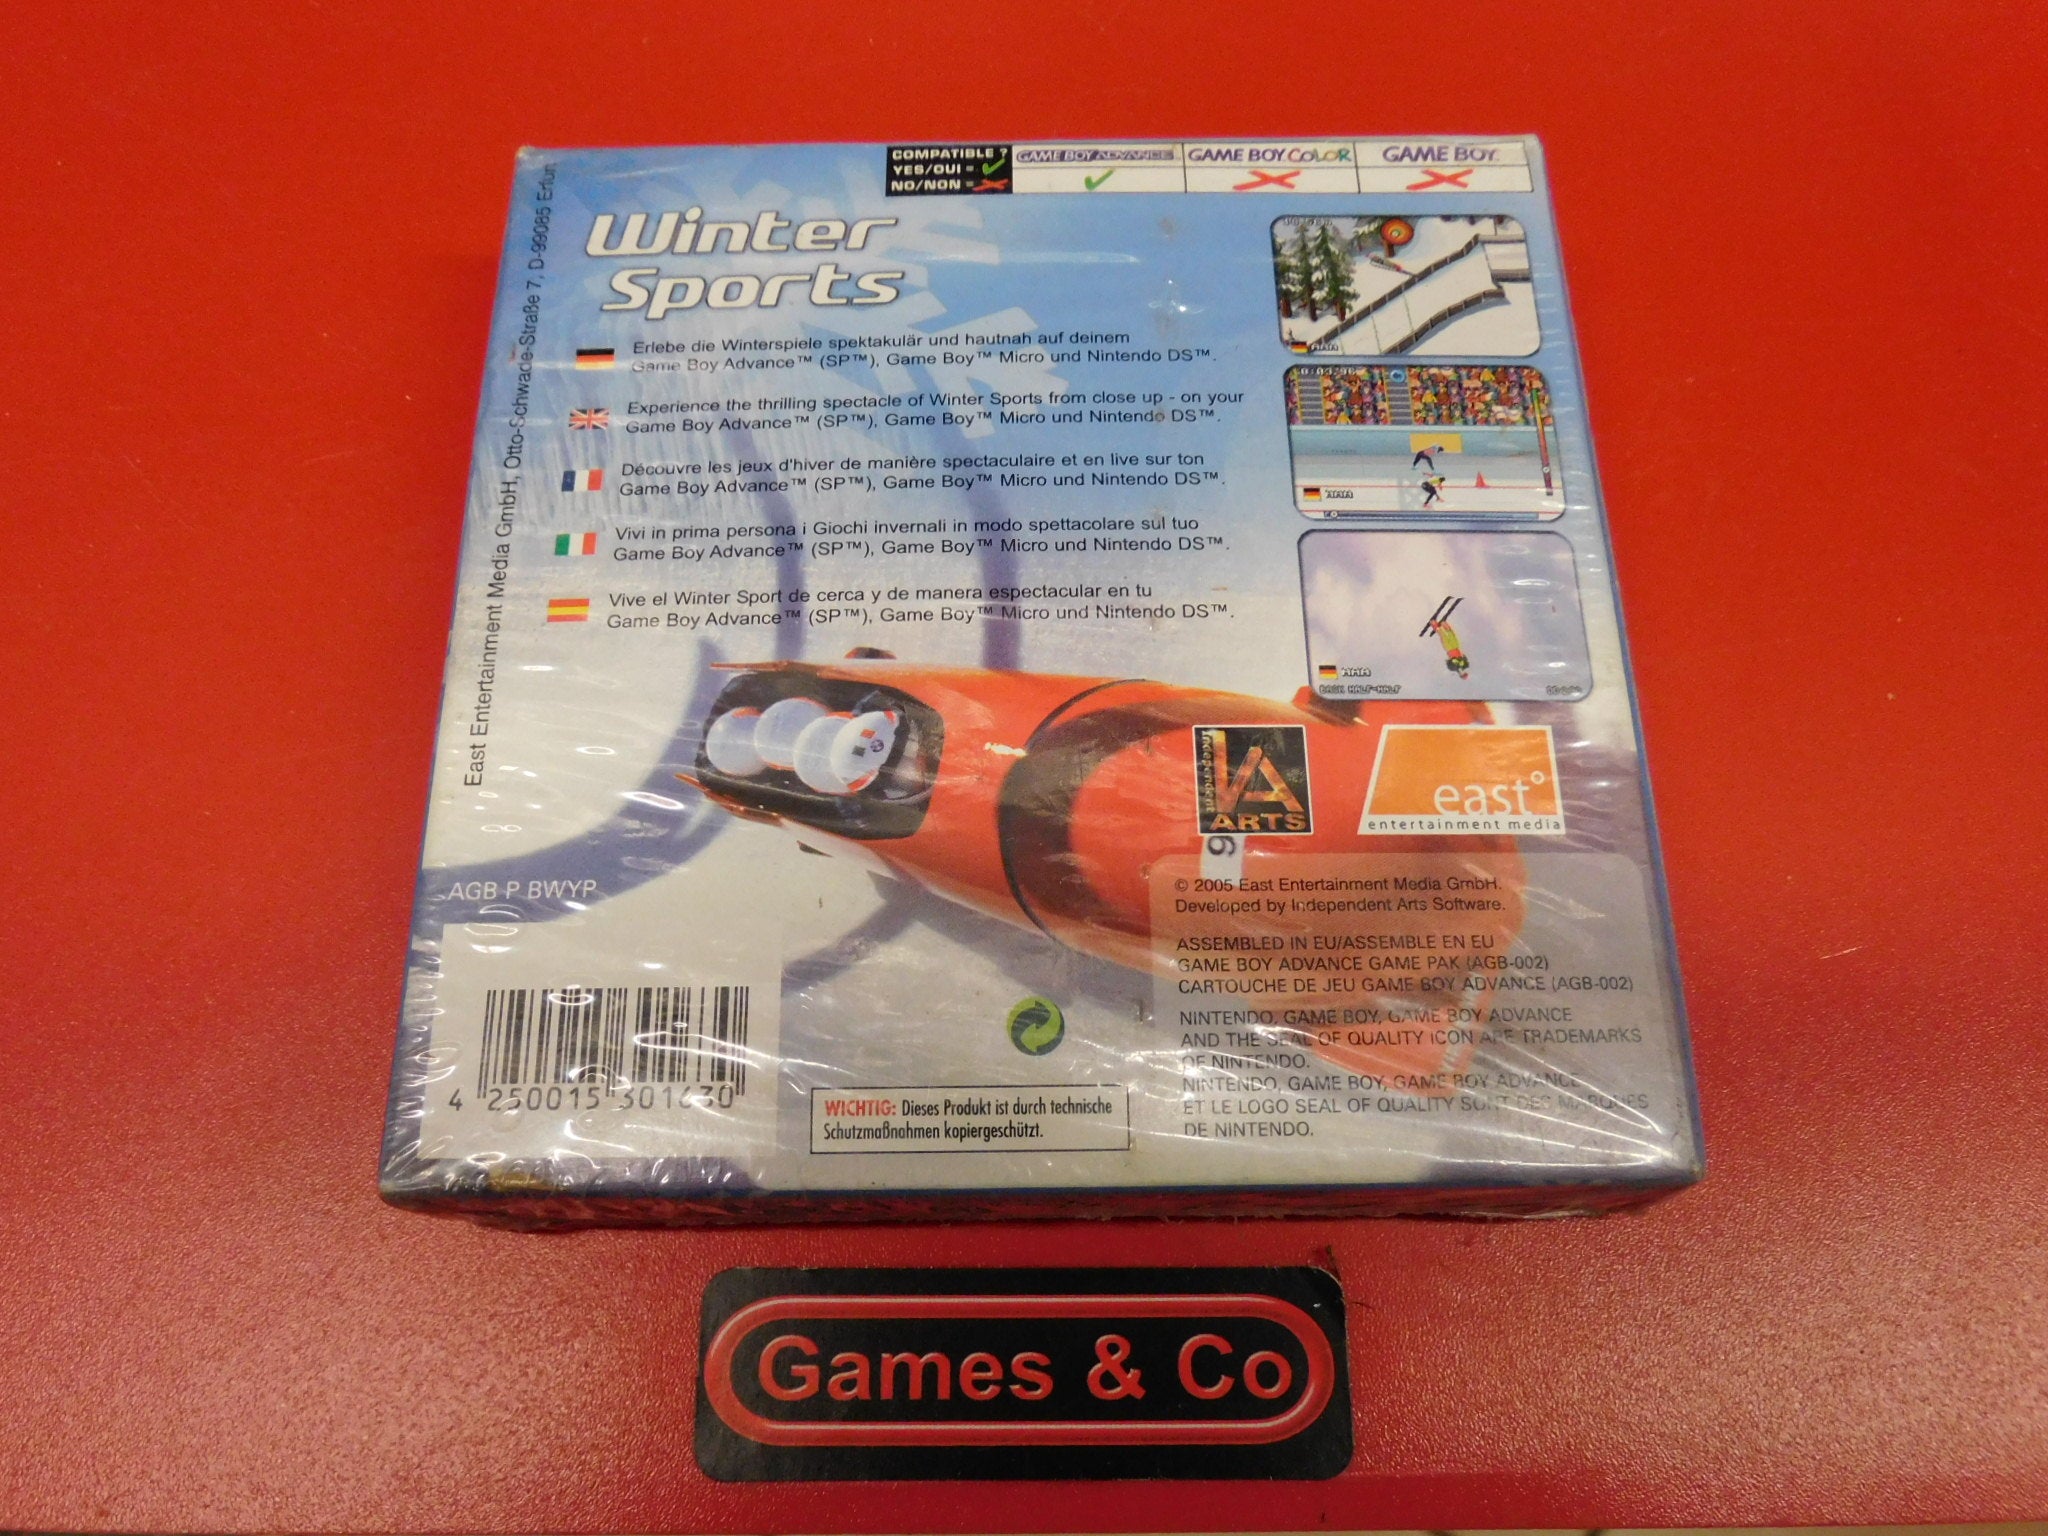 COMPATIBLE ?
YES/OUI =
NO/NON =
GAME BOY ADVANCE
GAME BOY COLOR
GAME BOY
Winter
Sports
Erlebe die Winterspiele spektakulär und hautnah auf deinem
Game Boy Advance™ (SP™), Game Boy™ Micro und Nintendo DS™.
Experience the thrilling spectacle of Winter Sports from close up - on your
Game Boy Advance™ (SP™), Game Boy™ Micro und Nintendo DS™.
Découvre les jeux d'hiver de manière spectaculaire et en live sur ton
Game Boy Advance™ (SP™), Game Boy™ Micro und Nintendo DS™.
Vivi in prima persona i Giochi invernali in modo spettacolare sul tuo
Game Boy Advance™ (SP™), Game Boy™ Micro und Nintendo DS™.
Vive el Winter Sport de cerca y de manera espectacular en tu
Game Boy Advance™ (SP™), Game Boy™ Micro und Nintendo DS™.
East Entertainment Media GmbH, Otto-Schwade-Straße 7, D-99085 Erfurt
AAA
AAA
AAA
BACK HALF-HALF
Independent
IA
ARTS
east°
entertainment media
9
AGB P BWYP
4 250015 301630
WICHTIG: Dieses Produkt ist durch technische
Schutzmaßnahmen kopiergeschützt.
© 2005 East Entertainment Media GmbH.
Developed by Independent Arts Software.
ASSEMBLED IN EU/ASSEMBLE EN EU
GAME BOY ADVANCE GAME PAK (AGB-002)
CARTOUCHE DE JEU GAME BOY ADVANCE (AGB-002)
NINTENDO, GAME BOY, GAME BOY ADVANCE
AND THE SEAL OF QUALITY ICON ARE TRADEMARKS
OF NINTENDO.
NINTENDO, GAME BOY, GAME BOY ADVANCE
ET LE LOGO SEAL OF QUALITY SONT DES MARQUES
DE NINTENDO.
Games & Co